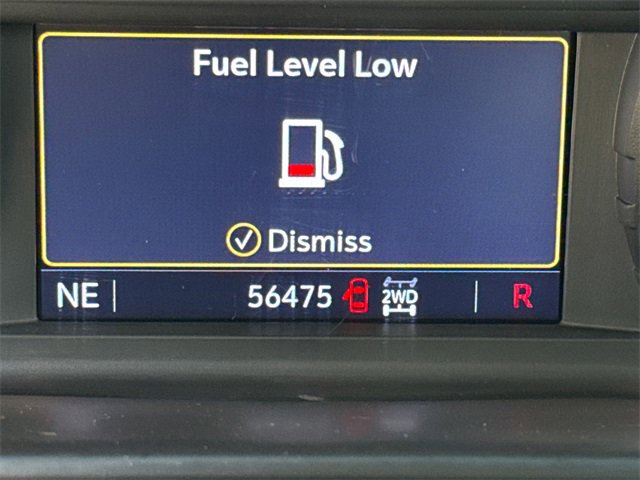 Fuel Level Low
Dismiss
NE 56475 2WD R